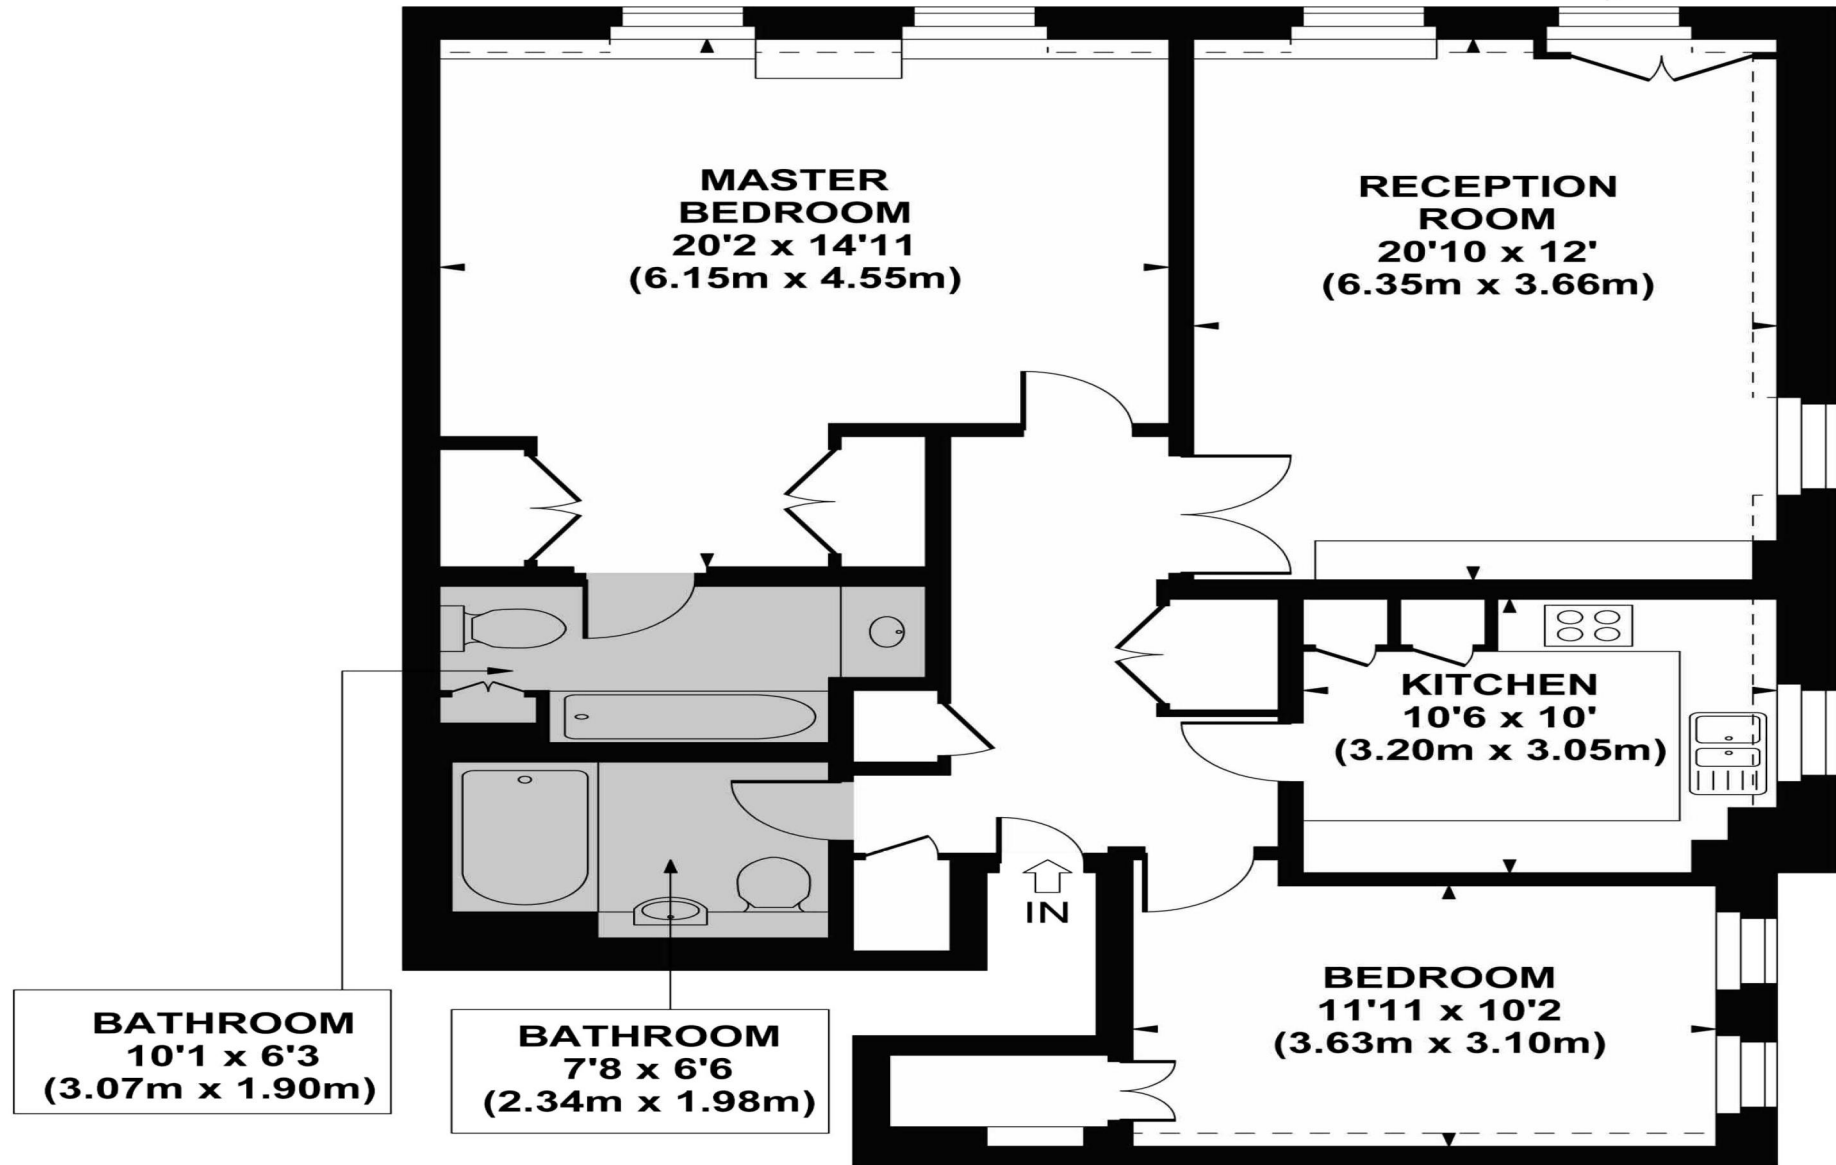 MASTER
BEDROOM
20'2 x 14'11
(6.15m x 4.55m)
RECEPTION
ROOM
20'10 x 12'
(6.35m x 3.66m)
KITCHEN
10'6 x 10'
(3.20m x 3.05m)
IN
BEDROOM
11'11 x 10'2
(3.63m x 3.10m)
BATHROOM
10'1 x 6'3
(3.07m x 1.90m)
BATHROOM
7'8 x 6'6
(2.34m x 1.98m)